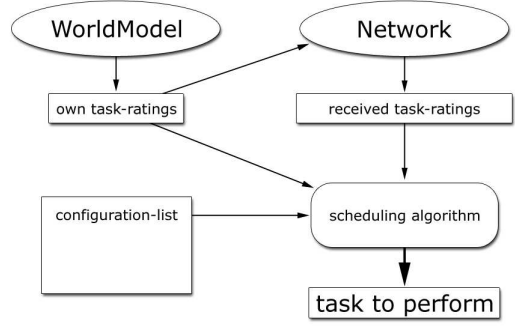 WorldModel
Network
own task-ratings
received task-ratings
configuration-list
scheduling algorithm
task to perform